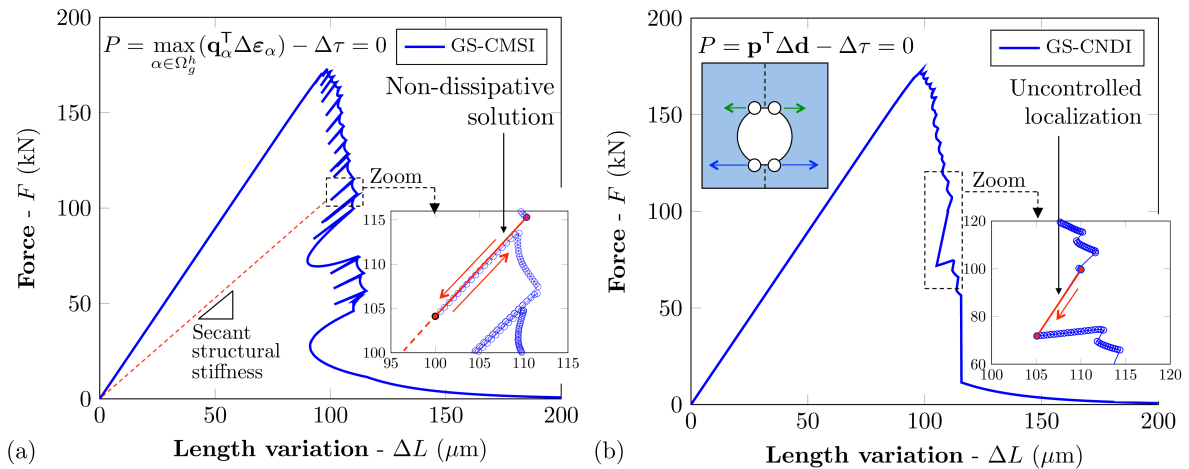 P = max_{α∈Ω_g^h}(𝐪_α^⊤Δ𝜺_α) − Δτ = 0
GS-CMSI
Non-dissipative
solution
Zoom
Secant
structural
stiffness
115
110
105
100
95 100 105 110 115
200
150
100
50
0
0 50 100 150 200
Force - F (kN)
Length variation - ΔL (μm)
(a)
P = 𝐩^⊤Δ𝐝 − Δτ = 0
GS-CNDI
Uncontrolled
localization
Zoom
120
100
80
60
100 105 110 115 120
200
150
100
50
0
0 50 100 150 200
Force - F (kN)
Length variation - ΔL (μm)
(b)